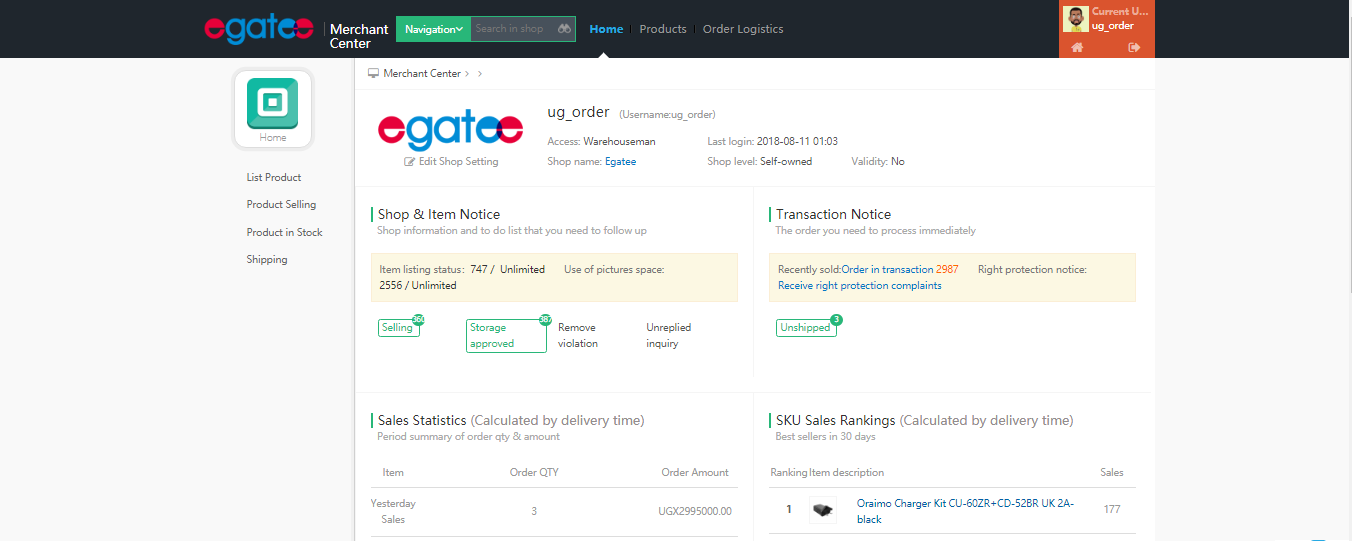 egatee
Merchant
Center
Navigation
Search in shop
Home
Products
Order Logistics
Current U...
ug_order
Home
List Product
Product Selling
Product in Stock
Shipping
Merchant Center > >
egatee
Edit Shop Setting
ug_order (Username:ug_order)
Access: Warehouseman
Last login: 2018-08-11 01:03
Shop name: Egatee
Shop level: Self-owned
Validity: No
Shop & Item Notice
Shop information and to do list that you need to follow up
Item listing status: 747 / Unlimited Use of pictures space:
2556 / Unlimited
Selling
360
Storage
approved
387
Remove
violation
Unreplied
inquiry
Transaction Notice
The order you need to process immediately
Recently sold:Order in transaction 2987 Right protection notice:
Receive right protection complaints
Unshipped
3
Sales Statistics (Calculated by delivery time)
Period summary of order qty & amount
Item Order QTY Order Amount
Yesterday
Sales
3
UGX2995000.00
SKU Sales Rankings (Calculated by delivery time)
Best sellers in 30 days
Ranking Item description Sales
1
Oraimo Charger Kit CU-60ZR+CD-52BR UK 2A-
black
177